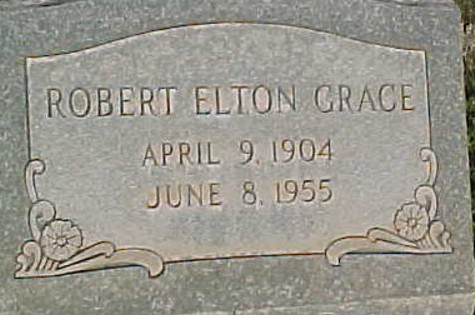 ROBERT ELTON GRACE
APRIL 9, 1904
JUNE 8, 1955